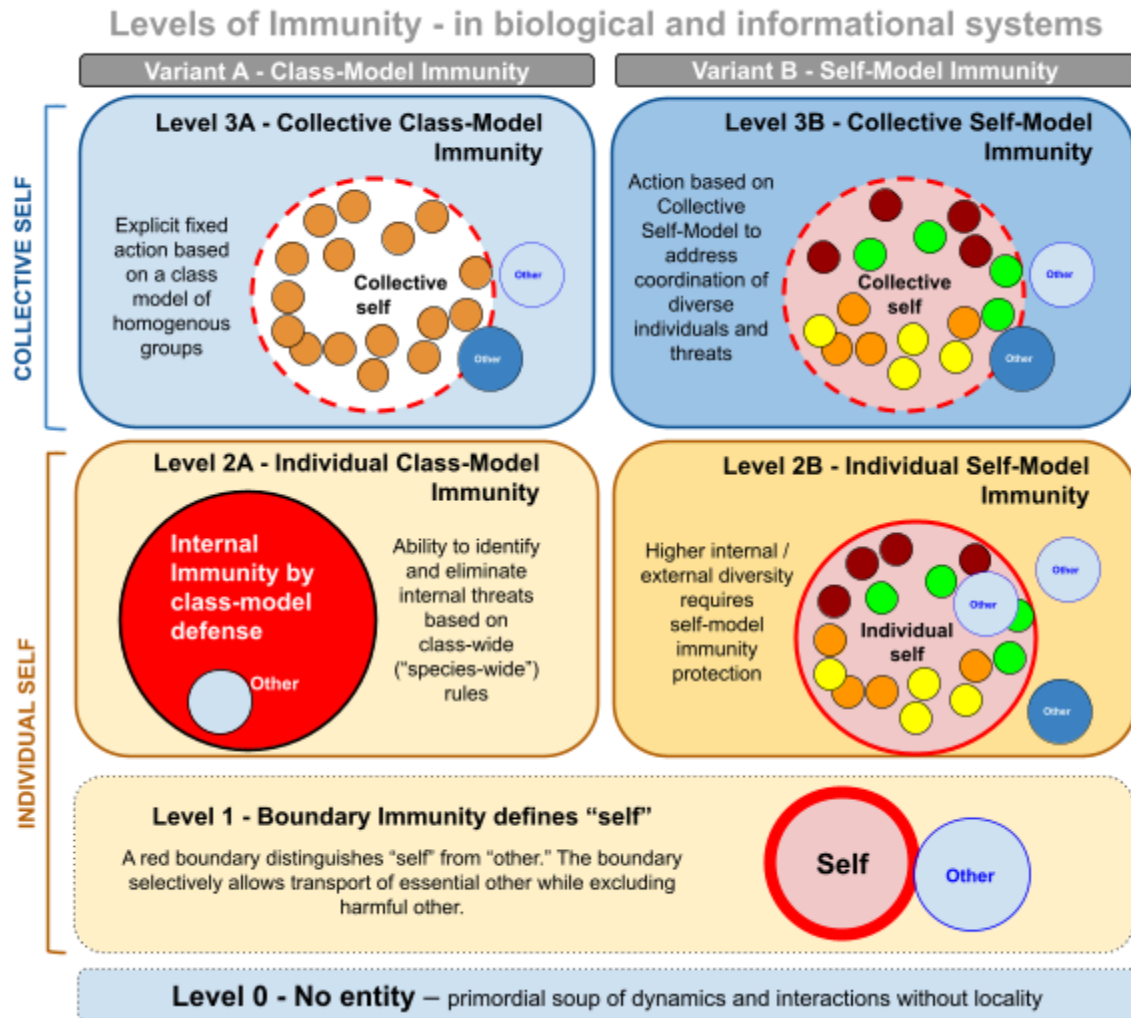 Levels of Immunity - in biological and informational systems
Variant A - Class-Model Immunity
Variant B - Self-Model Immunity
COLLECTIVE SELF
Level 3A - Collective Class-Model
Immunity
Explicit fixed
action based
on a class
model of
homogenous
groups
Collective
self
Other
Other
Level 3B - Collective Self-Model
Immunity
Action based on
Collective
Self-Model to
address
coordination of
diverse
individuals and
threats
Collective
self
Other
Other
INDIVIDUAL SELF
Level 2A - Individual Class-Model
Immunity
Internal
Immunity by
class-model
defense
Other
Ability to identify
and eliminate
internal threats
based on
class-wide
(“species-wide”)
rules
Level 2B - Individual Self-Model
Immunity
Higher internal /
external diversity
requires
self-model
immunity
protection
Other
Other
Individual
self
Other
Level 1 - Boundary Immunity defines “self”
A red boundary distinguishes “self” from “other.” The boundary
selectively allows transport of essential other while excluding
harmful other.
Self
Other
Level 0 - No entity – primordial soup of dynamics and interactions without locality